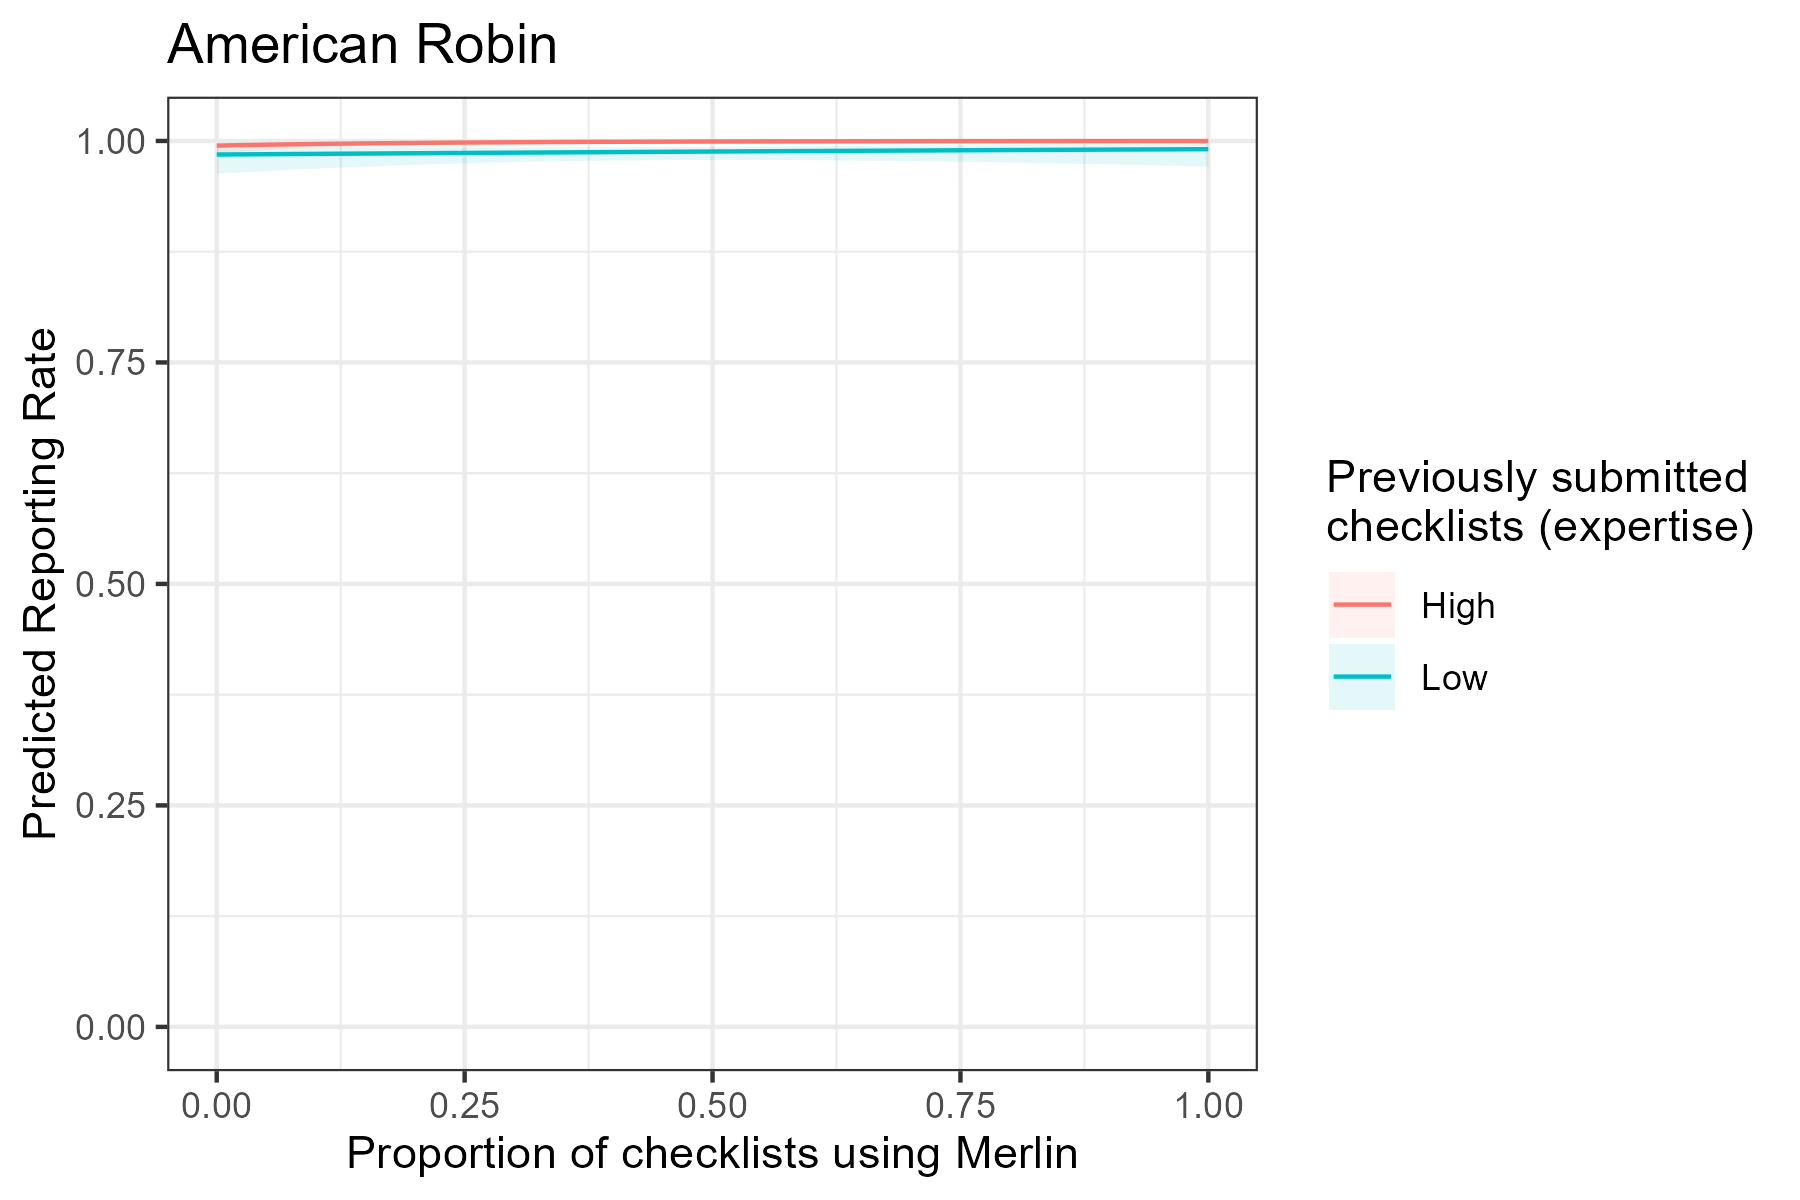 American Robin
Predicted Reporting Rate
1.00
0.75
0.50
0.25
0.00
0.00 0.25 0.50 0.75 1.00
Proportion of checklists using Merlin
Previously submitted
checklists (expertise)
High
Low